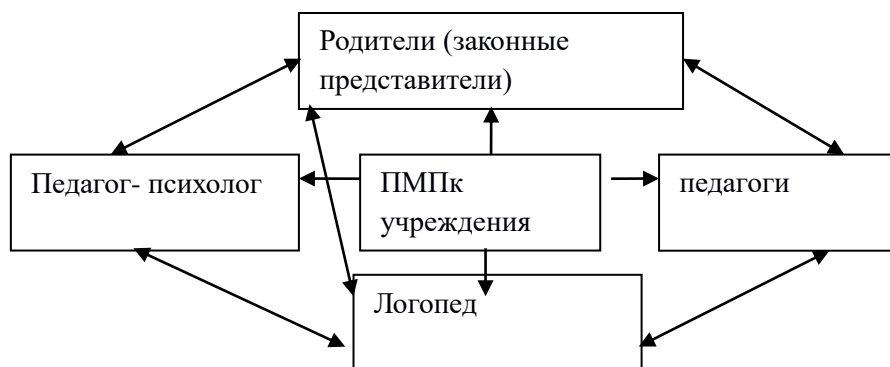 Родители (законные
представители)
Педагог- психолог
ПМПк
учреждения
педагоги
Логопед